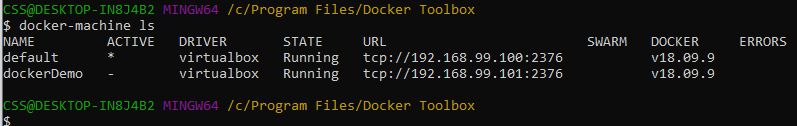 CSS@DESKTOP-IN8J4B2 MINGW64 /c/Program Files/Docker Toolbox
$ docker-machine ls
NAME ACTIVE DRIVER STATE URL SWARM DOCKER ERRORS
default * virtualbox Running tcp://192.168.99.100:2376 v18.09.9
dockerDemo - virtualbox Running tcp://192.168.99.101:2376 v18.09.9
CSS@DESKTOP-IN8J4B2 MINGW64 /c/Program Files/Docker Toolbox
$